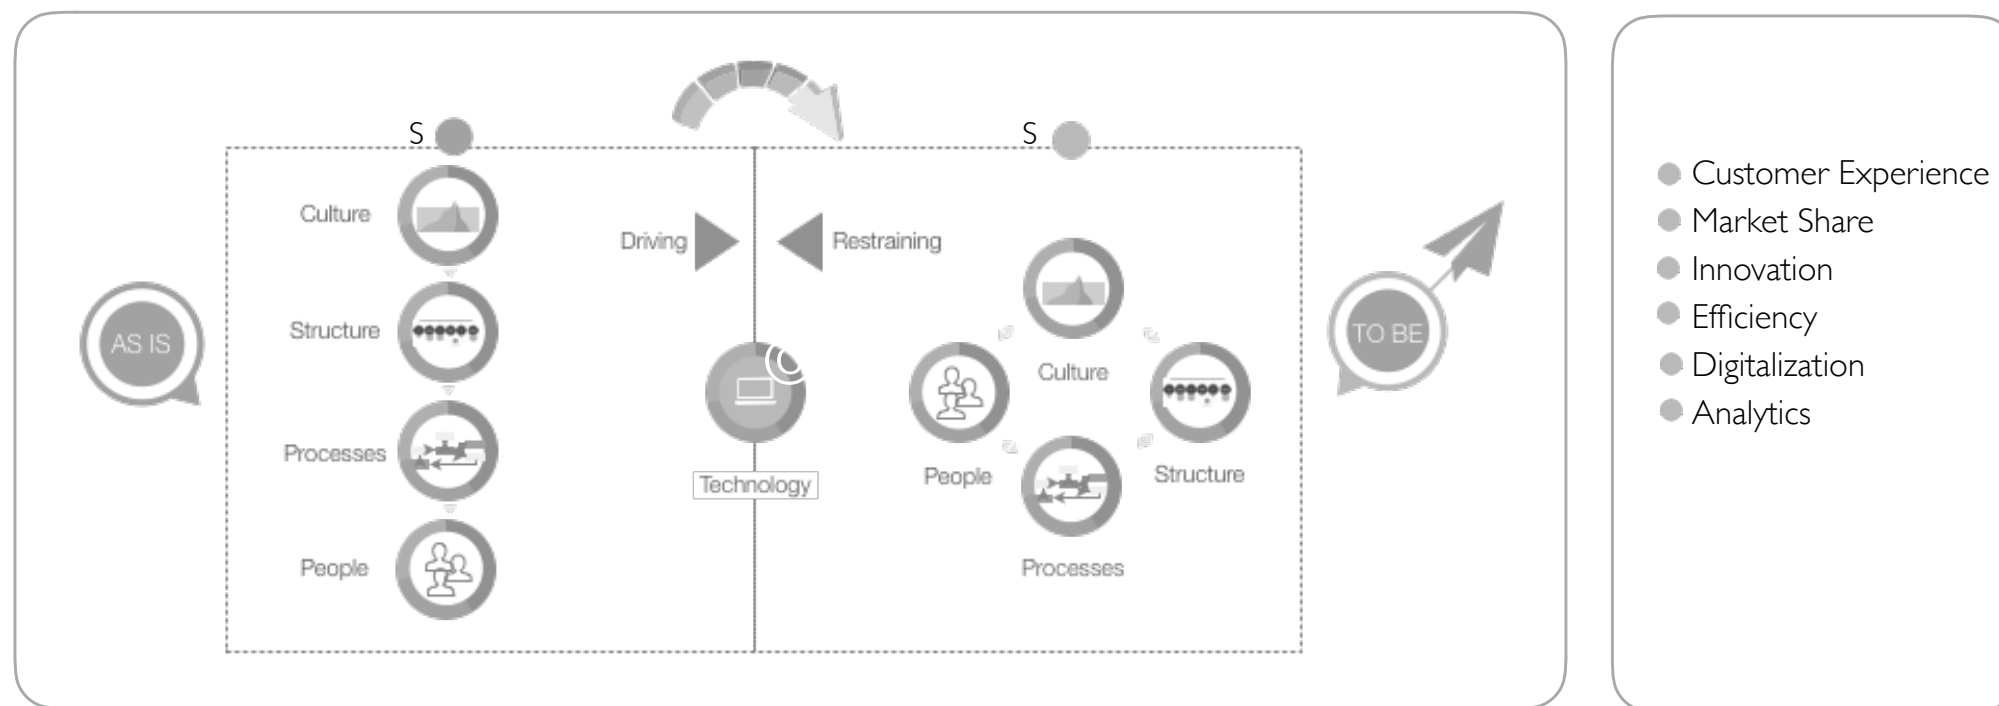 S
S
Culture
Driving
Restraining
Structure
AS IS
TO BE
Culture
Processes
Technology
People
Structure
People
Processes
Customer Experience
Market Share
Innovation
Efficiency
Digitalization
Analytics